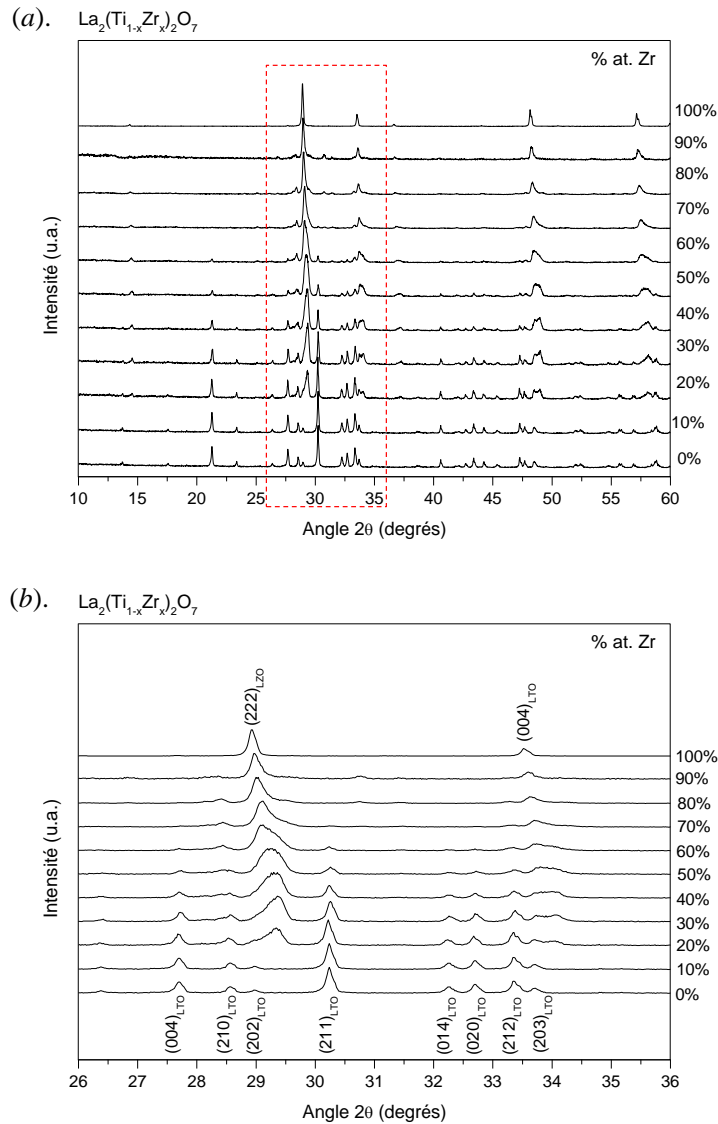 (a). La₂(Ti₁₋ₓZrₓ)₂O₇
% at. Zr
100%
90%
80%
70%
60%
50%
40%
30%
20%
10%
0%
Intensité (u.a.)
10 15 20 25 30 35 40 45 50 55 60
Angle 2θ (degrés)
(b). La₂(Ti₁₋ₓZrₓ)₂O₇
% at. Zr
(222)LZO
(004)LTO
100%
90%
80%
70%
60%
50%
40%
30%
20%
10%
0%
Intensité (u.a.)
(004)LTO
(210)LTO
(202)LTO
(211)LTO
(014)LTO
(020)LTO
(212)LTO
(203)LTO
26 27 28 29 30 31 32 33 34 35 36
Angle 2θ (degrés)